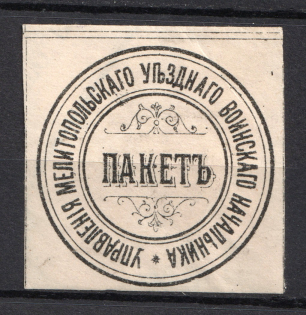 УПРАВЛЕНІЯ МЕЛИТОПОЛЬСКАГО УѢЗДНАГО ВОИНСКАГО НАЧАЛЬНИКА *
ПАКЕТЪ